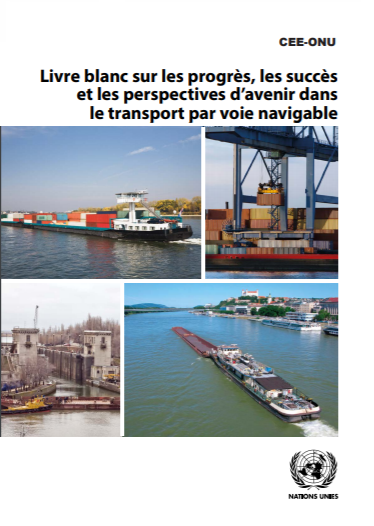 CEE-ONU
Livre blanc sur les progrès, les succès
et les perspectives d’avenir dans
le transport par voie navigable
NATIONS UNIES